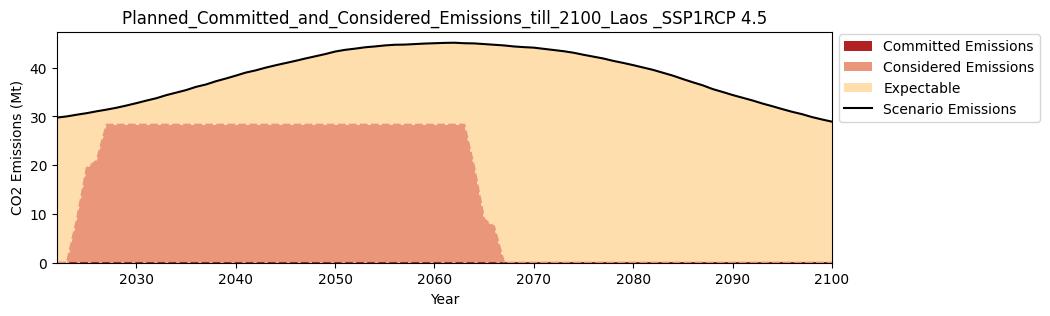 Planned_Committed_and_Considered_Emissions_till_2100_Laos _SSP1RCP 4.5
CO2 Emissions (Mt)
40
30
20
10
0
2030 2040 2050 2060 2070 2080 2090 2100
Year
Committed Emissions
Considered Emissions
Expectable
Scenario Emissions